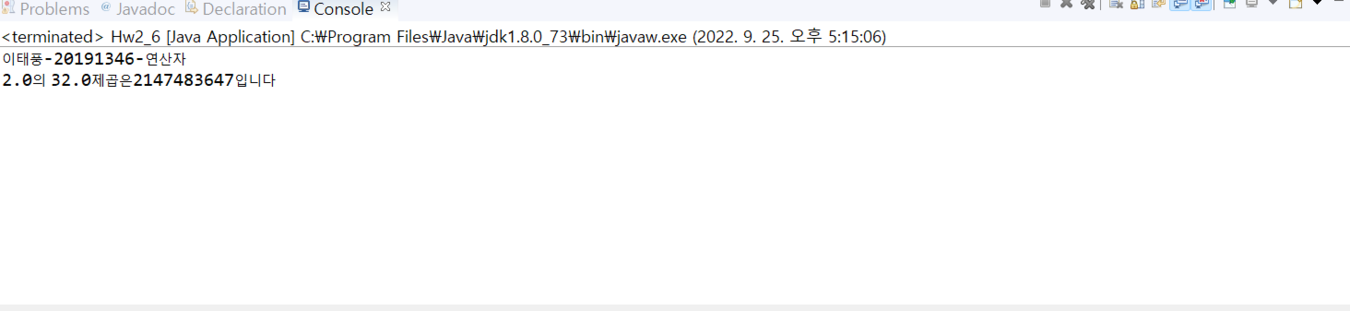 Problems @ Javadoc Declaration Console
<terminated> Hw2_6 [Java Application] C:₩Program Files₩Java₩jdk1.8.0_73₩bin₩javaw.exe (2022. 9. 25. 오후 5:15:06)
이태풍-20191346-연산자
2.0의 32.0제곱은2147483647입니다